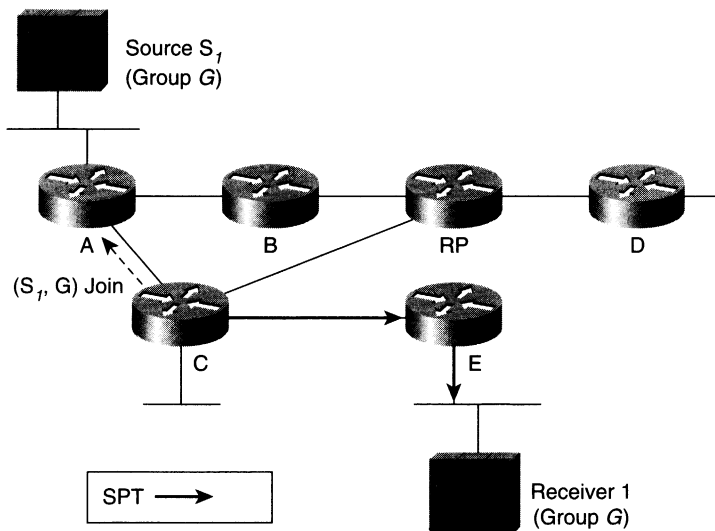 Source S1
(Group G)
A
B
RP
D
(S1, G) Join
C
E
SPT
Receiver 1
(Group G)